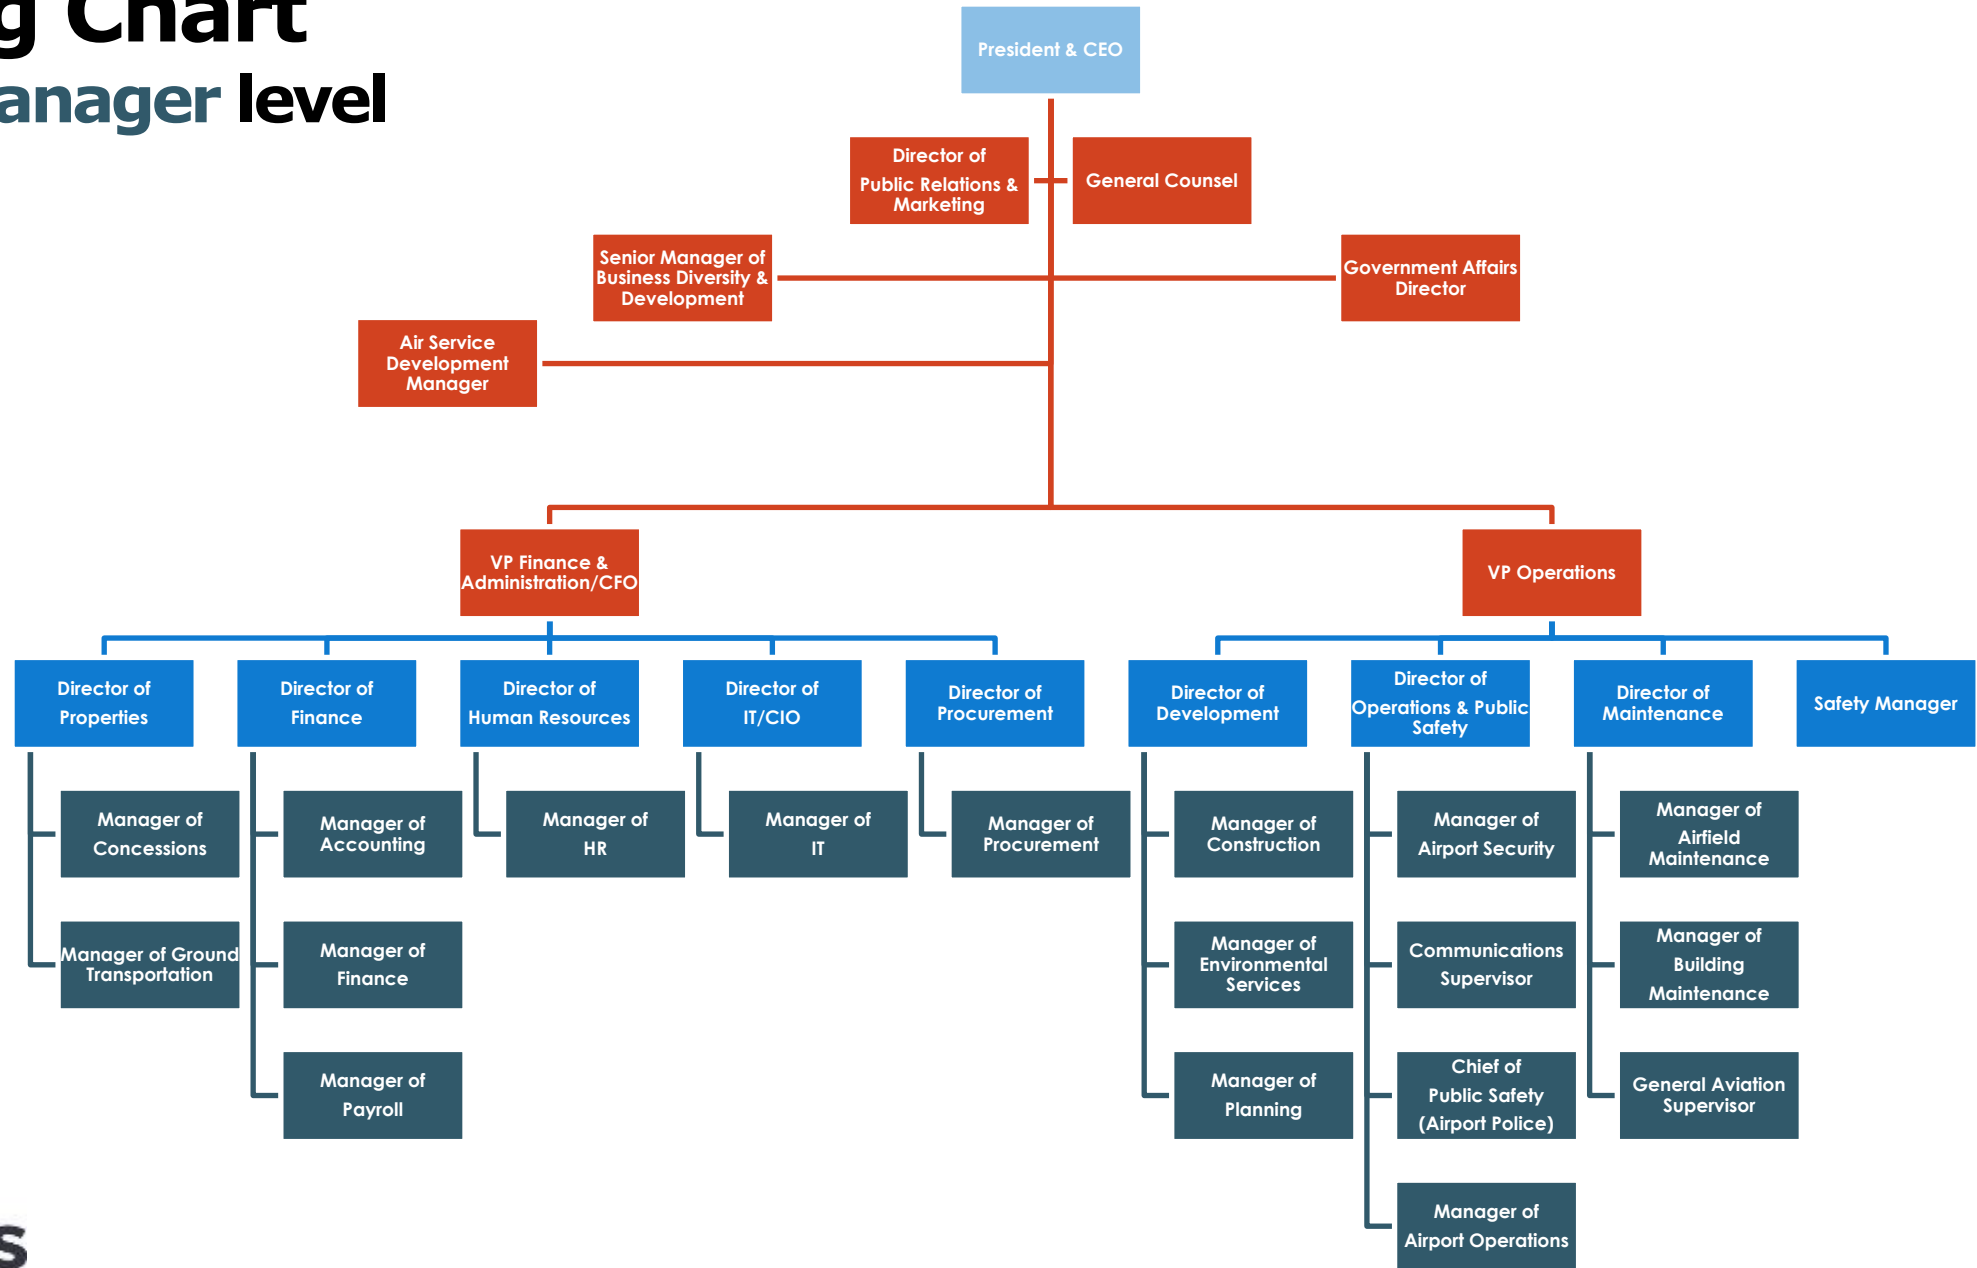 g Chart
anager level
President & CEO
Director of
Public Relations &
Marketing
General Counsel
Senior Manager of
Business Diversity &
Development
Government Affairs
Director
Air Service
Development
Manager
VP Finance &
Administration/CFO
VP Operations
Director of
Properties
Director of
Finance
Director of
Human Resources
Director of
IT/CIO
Director of
Procurement
Director of
Development
Director of
Operations & Public
Safety
Director of
Maintenance
Safety Manager
Manager of
Concessions
Manager of
Accounting
Manager of
HR
Manager of
IT
Manager of
Procurement
Manager of
Construction
Manager of
Airport Security
Manager of
Airfield
Maintenance
Manager of Ground
Transportation
Manager of
Finance
Manager of
Environmental
Services
Communications
Supervisor
Manager of
Building
Maintenance
Manager of
Payroll
Manager of
Planning
Chief of
Public Safety
(Airport Police)
General Aviation
Supervisor
Manager of
Airport Operations
s